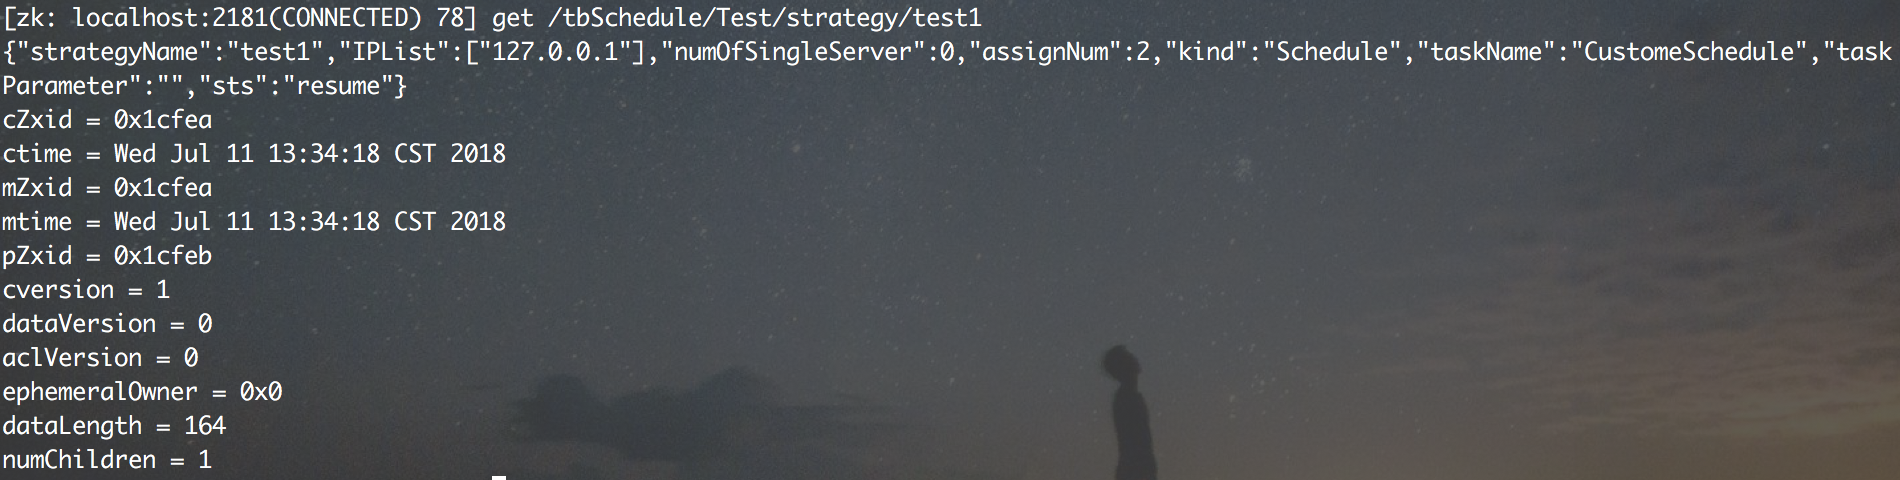 [zk: localhost:2181(CONNECTED) 78] get /tbSchedule/Test/strategy/test1
{"strategyName":"test1","IPList":["127.0.0.1"],"numOfSingleServer":0,"assignNum":2,"kind":"Schedule","taskName":"CustomeSchedule","task
Parameter":"","sts":"resume"}
cZxid = 0x1cfea
ctime = Wed Jul 11 13:34:18 CST 2018
mZxid = 0x1cfea
mtime = Wed Jul 11 13:34:18 CST 2018
pZxid = 0x1cfeb
cversion = 1
dataVersion = 0
aclVersion = 0
ephemeralOwner = 0x0
dataLength = 164
numChildren = 1